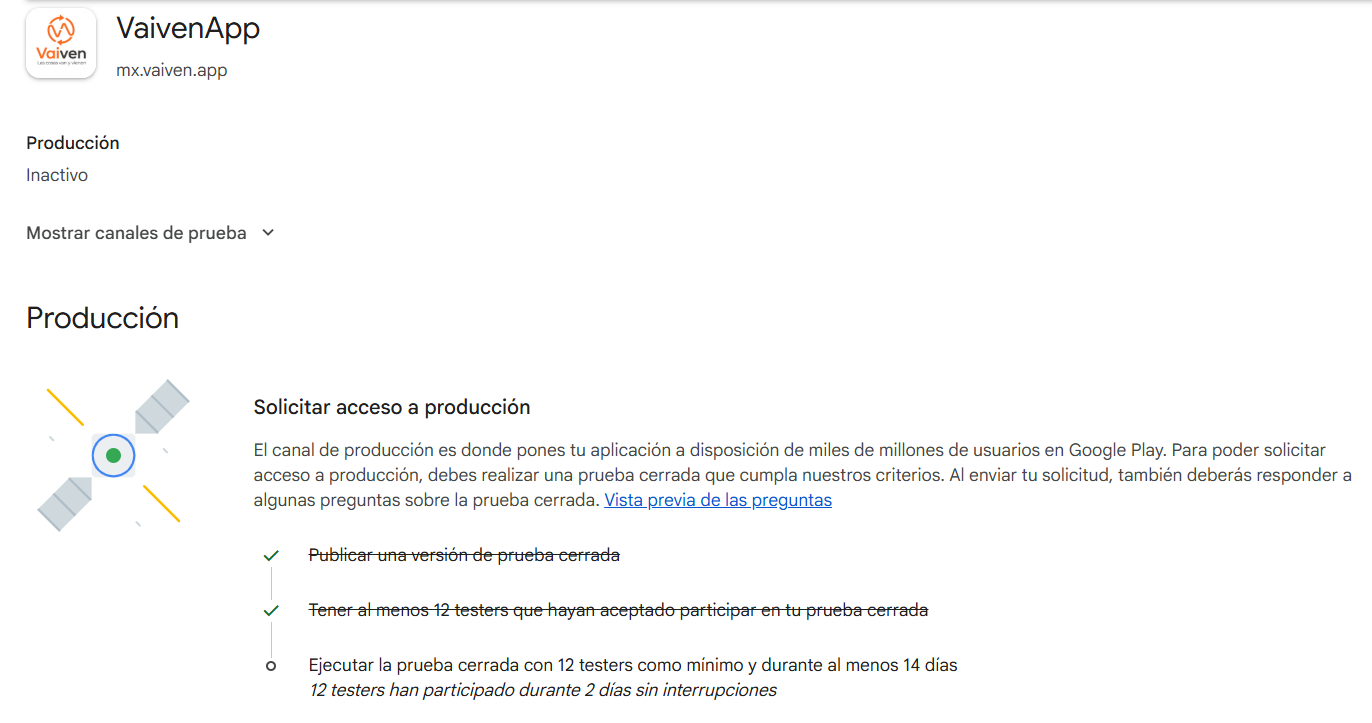 VaivenApp
Vaiven
mx.vaiven.app
Producción
Inactivo
Mostrar canales de prueba
Producción
Solicitar acceso a producción
El canal de producción es donde pones tu aplicación a disposición de miles de millones de usuarios en Google Play. Para poder solicitar
acceso a producción, debes realizar una prueba cerrada que cumpla nuestros criterios. Al enviar tu solicitud, también deberás responder a
algunas preguntas sobre la prueba cerrada. Vista previa de las preguntas
Publicar una versión de prueba cerrada
Tener al menos 12 testers que hayan aceptado participar en tu prueba cerrada
Ejecutar la prueba cerrada con 12 testers como mínimo y durante al menos 14 días
12 testers han participado durante 2 días sin interrupciones